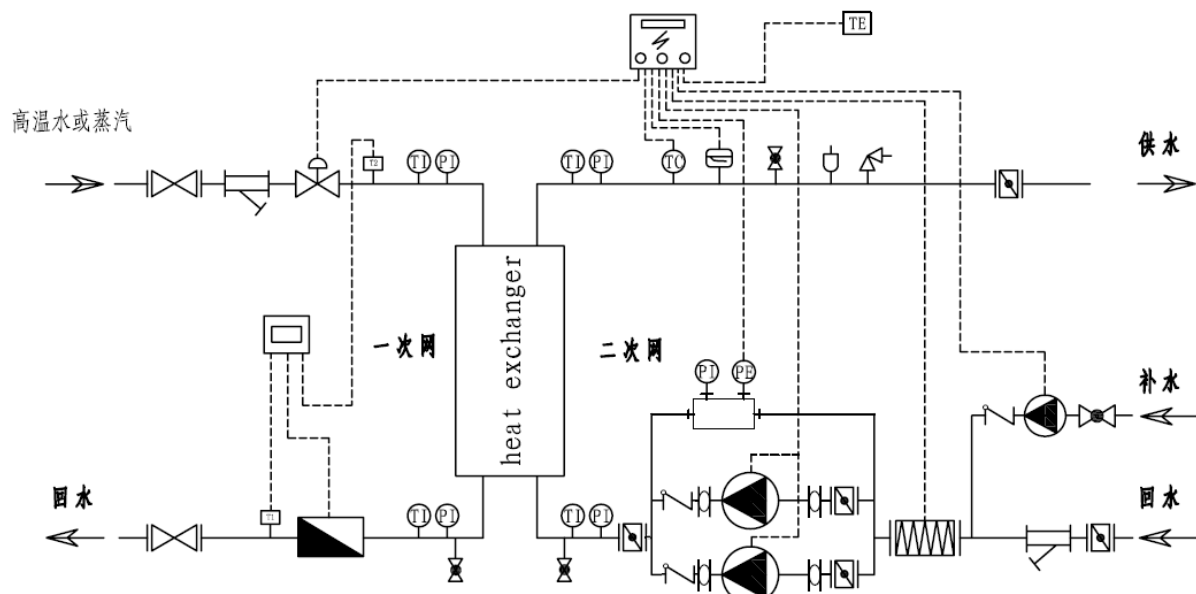 TE
高温水或蒸汽
供水
T2
TI
PI
TI
PI
TC
heat exchanger
一次网
二次网
PI
PE
补水
回水
T1
TI
PI
TI
PI
回水